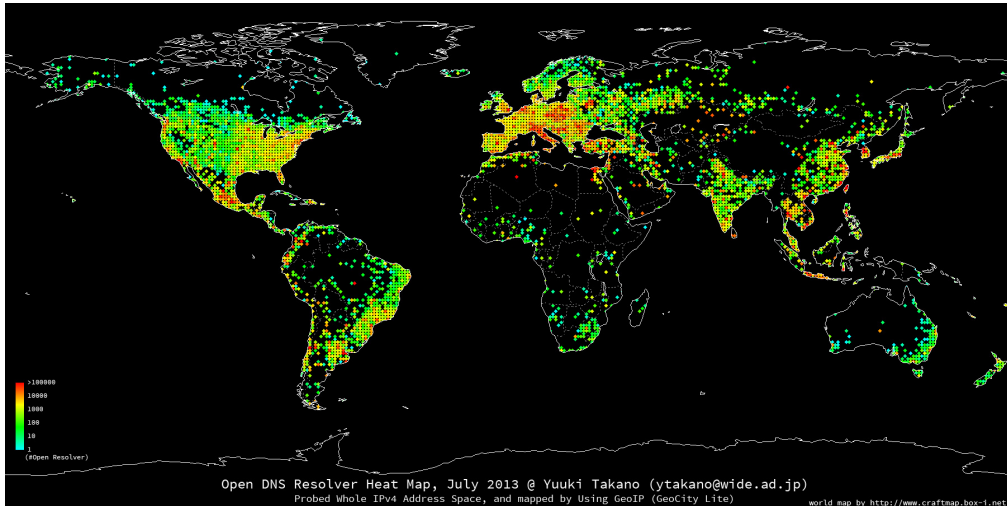 >100000
10000
1000
100
10
1
(#Open Resolver)
Open DNS Resolver Heat Map, July 2013 @ Yuuki Takano (ytakano@wide.ad.jp)
Probed Whole IPv4 Address Space, and mapped by Using GeoIP (GeoCity Lite)
world map by http://www.craftmap.box-i.net